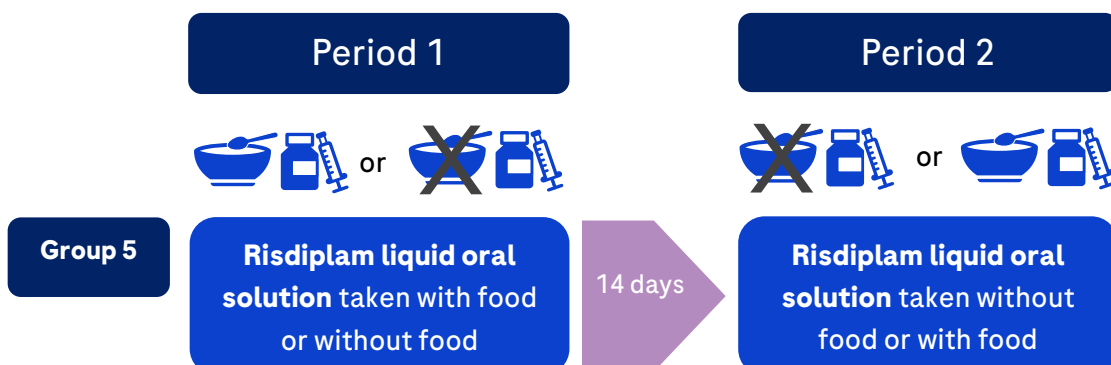 Period 1
Period 2
or
or
Group 5
Risdiplam liquid oral
solution taken with food
or without food
14 days
Risdiplam liquid oral
solution taken without
food or with food